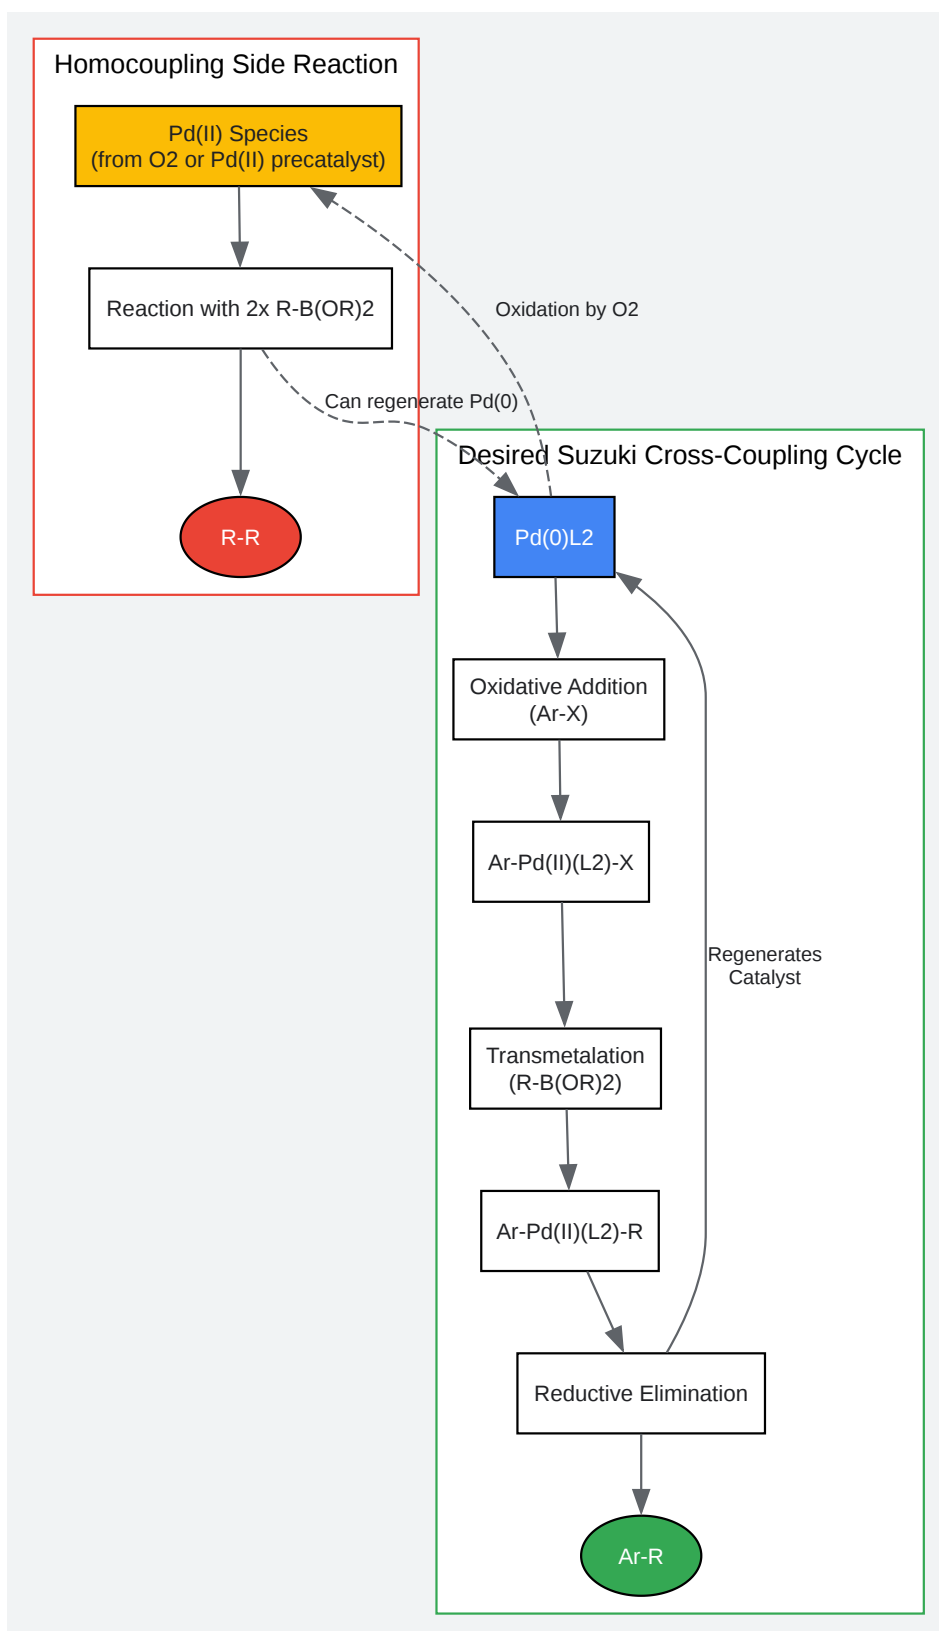 Homocoupling Side Reaction
Pd(II) Species
(from O2 or Pd(II) precatalyst)
Reaction with 2x R-B(OR)2
Oxidation by O2
Can regenerate Pd(0)
R-R
Desired Suzuki Cross-Coupling Cycle
Pd(0)L2
Oxidative Addition
(Ar-X)
Ar-Pd(II)(L2)-X
Regenerates
Catalyst
Transmetalation
(R-B(OR)2)
Ar-Pd(II)(L2)-R
Reductive Elimination
Ar-R